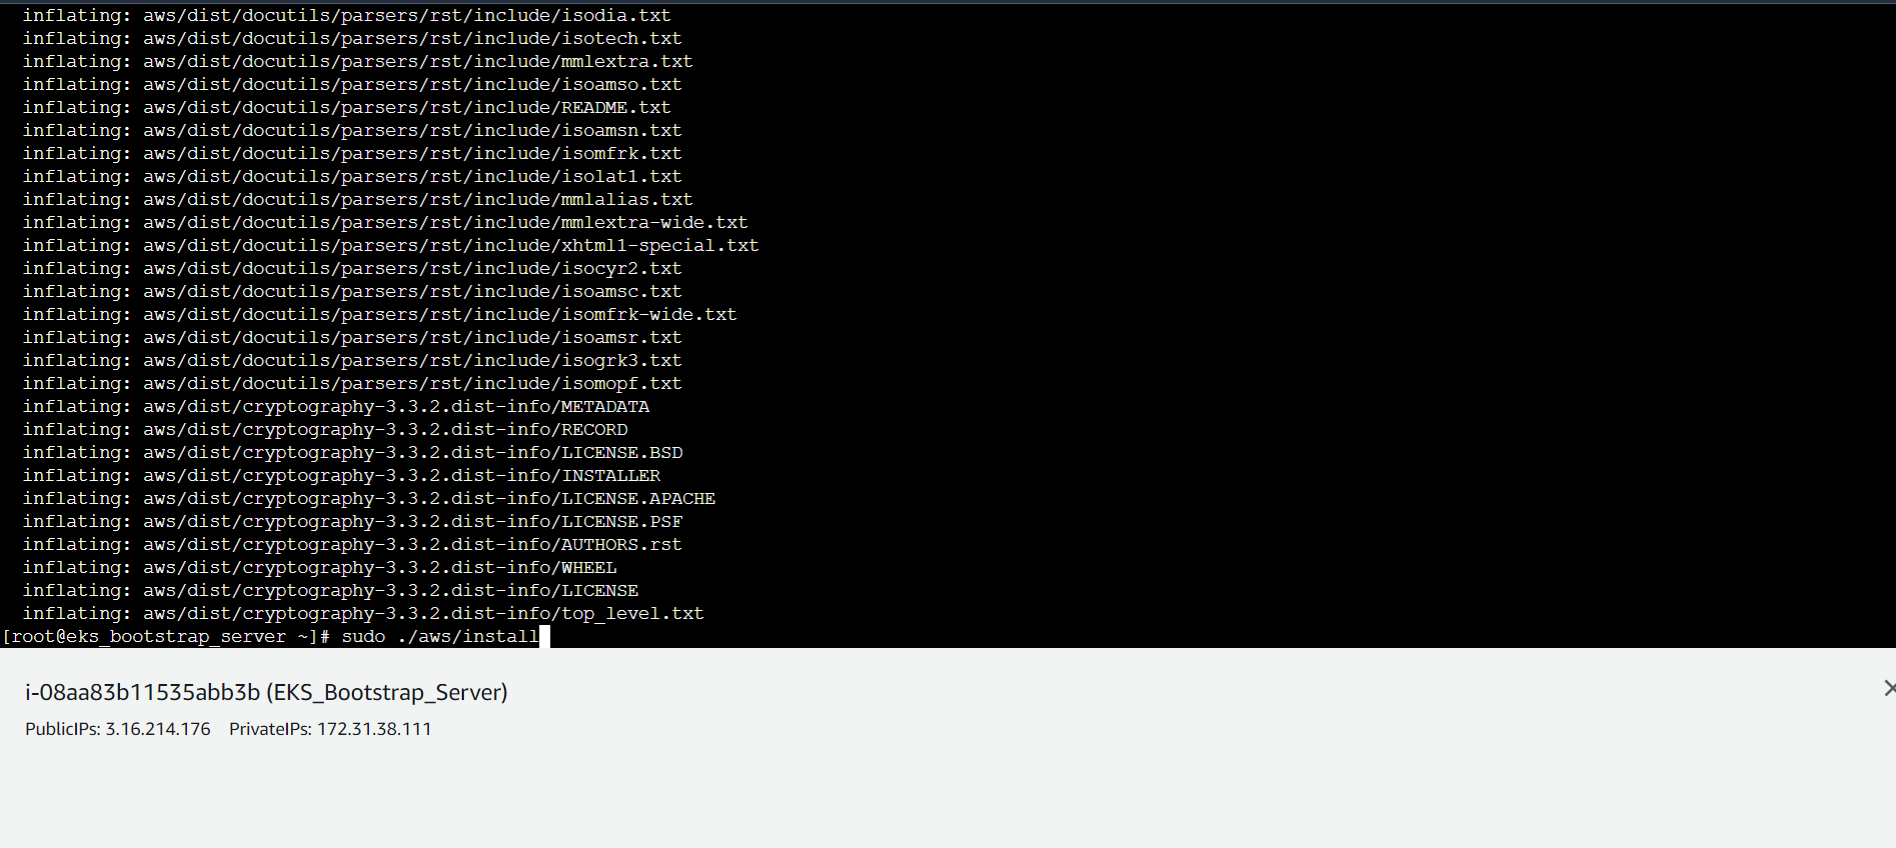 inflating: aws/dist/docutils/parsers/rst/include/isodia.txt
inflating: aws/dist/docutils/parsers/rst/include/isotech.txt
inflating: aws/dist/docutils/parsers/rst/include/mmlextra.txt
inflating: aws/dist/docutils/parsers/rst/include/isoamso.txt
inflating: aws/dist/docutils/parsers/rst/include/README.txt
inflating: aws/dist/docutils/parsers/rst/include/isoamsn.txt
inflating: aws/dist/docutils/parsers/rst/include/isomfrk.txt
inflating: aws/dist/docutils/parsers/rst/include/isolat1.txt
inflating: aws/dist/docutils/parsers/rst/include/mmlalias.txt
inflating: aws/dist/docutils/parsers/rst/include/mmlextra-wide.txt
inflating: aws/dist/docutils/parsers/rst/include/xhtml1-special.txt
inflating: aws/dist/docutils/parsers/rst/include/isocyr2.txt
inflating: aws/dist/docutils/parsers/rst/include/isoamsc.txt
inflating: aws/dist/docutils/parsers/rst/include/isomfrk-wide.txt
inflating: aws/dist/docutils/parsers/rst/include/isoamsr.txt
inflating: aws/dist/docutils/parsers/rst/include/isogrk3.txt
inflating: aws/dist/docutils/parsers/rst/include/isomopf.txt
inflating: aws/dist/cryptography-3.3.2.dist-info/METADATA
inflating: aws/dist/cryptography-3.3.2.dist-info/RECORD
inflating: aws/dist/cryptography-3.3.2.dist-info/LICENSE.BSD
inflating: aws/dist/cryptography-3.3.2.dist-info/INSTALLER
inflating: aws/dist/cryptography-3.3.2.dist-info/LICENSE.APACHE
inflating: aws/dist/cryptography-3.3.2.dist-info/LICENSE.PSF
inflating: aws/dist/cryptography-3.3.2.dist-info/AUTHORS.rst
inflating: aws/dist/cryptography-3.3.2.dist-info/WHEEL
inflating: aws/dist/cryptography-3.3.2.dist-info/LICENSE
inflating: aws/dist/cryptography-3.3.2.dist-info/top_level.txt
[root@eks_bootstrap_server ~]# sudo ./aws/install
i-08aa83b11535abb3b (EKS_Bootstrap_Server)
PublicIPs: 3.16.214.176 PrivateIPs: 172.31.38.111